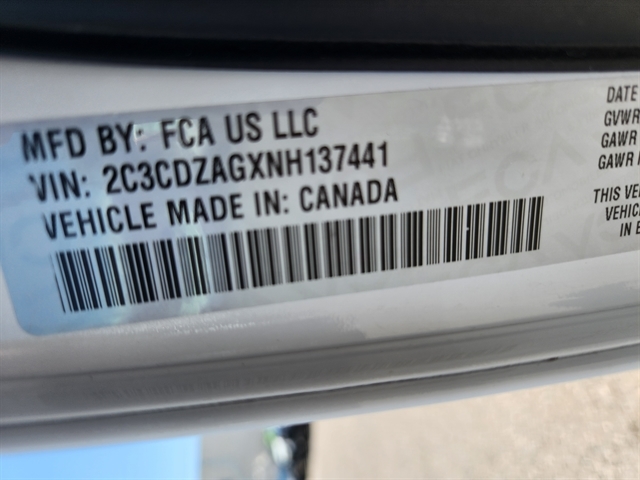 MFD BY: FCA US LLC
VIN: 2C3CDZAGXNH137441
VEHICLE MADE IN: CANADA
DATE
GVWR
GAWR
GAWR
THIS VE
VEHIC
IN